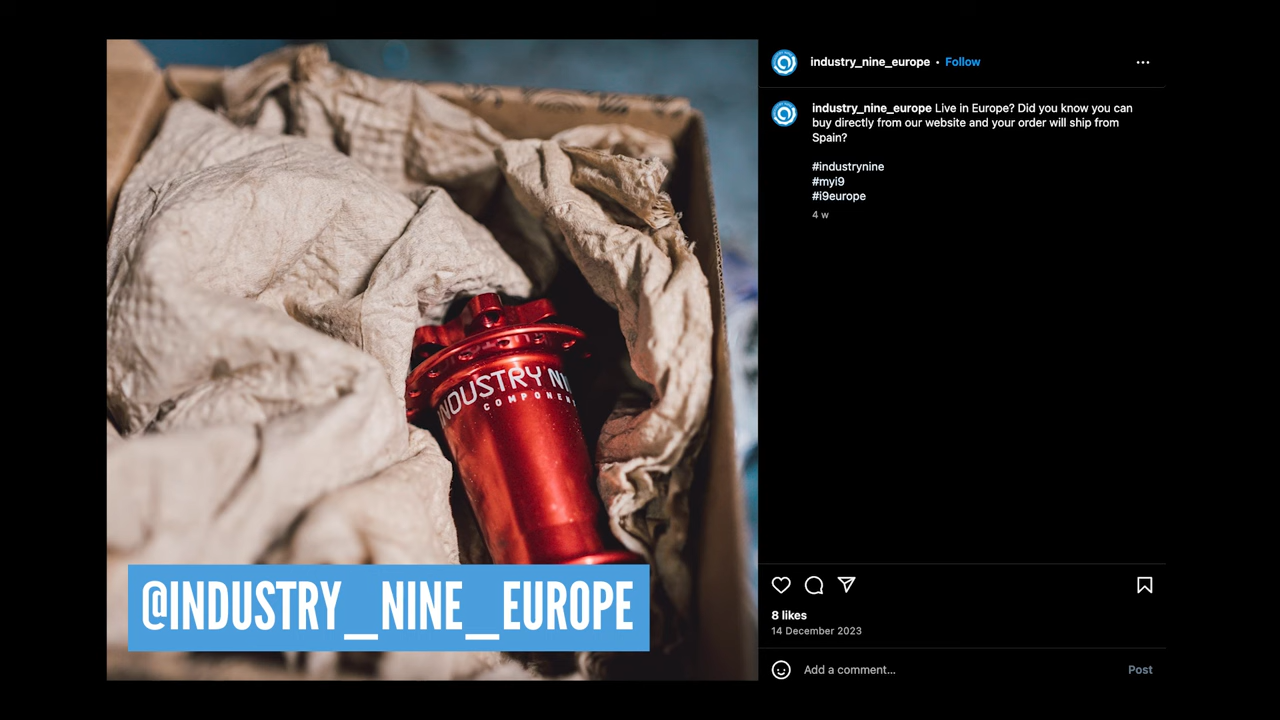 INDUSTRY NI
COMPONEN
@INDUSTRY_NINE_EUROPE
industry_nine_europe • Follow
industry_nine_europe Live in Europe? Did you know you can
buy directly from our website and your order will ship from
Spain?
#industrynine
#myi9
#i9europe
4 w
8 likes
14 December 2023
Add a comment...
Post